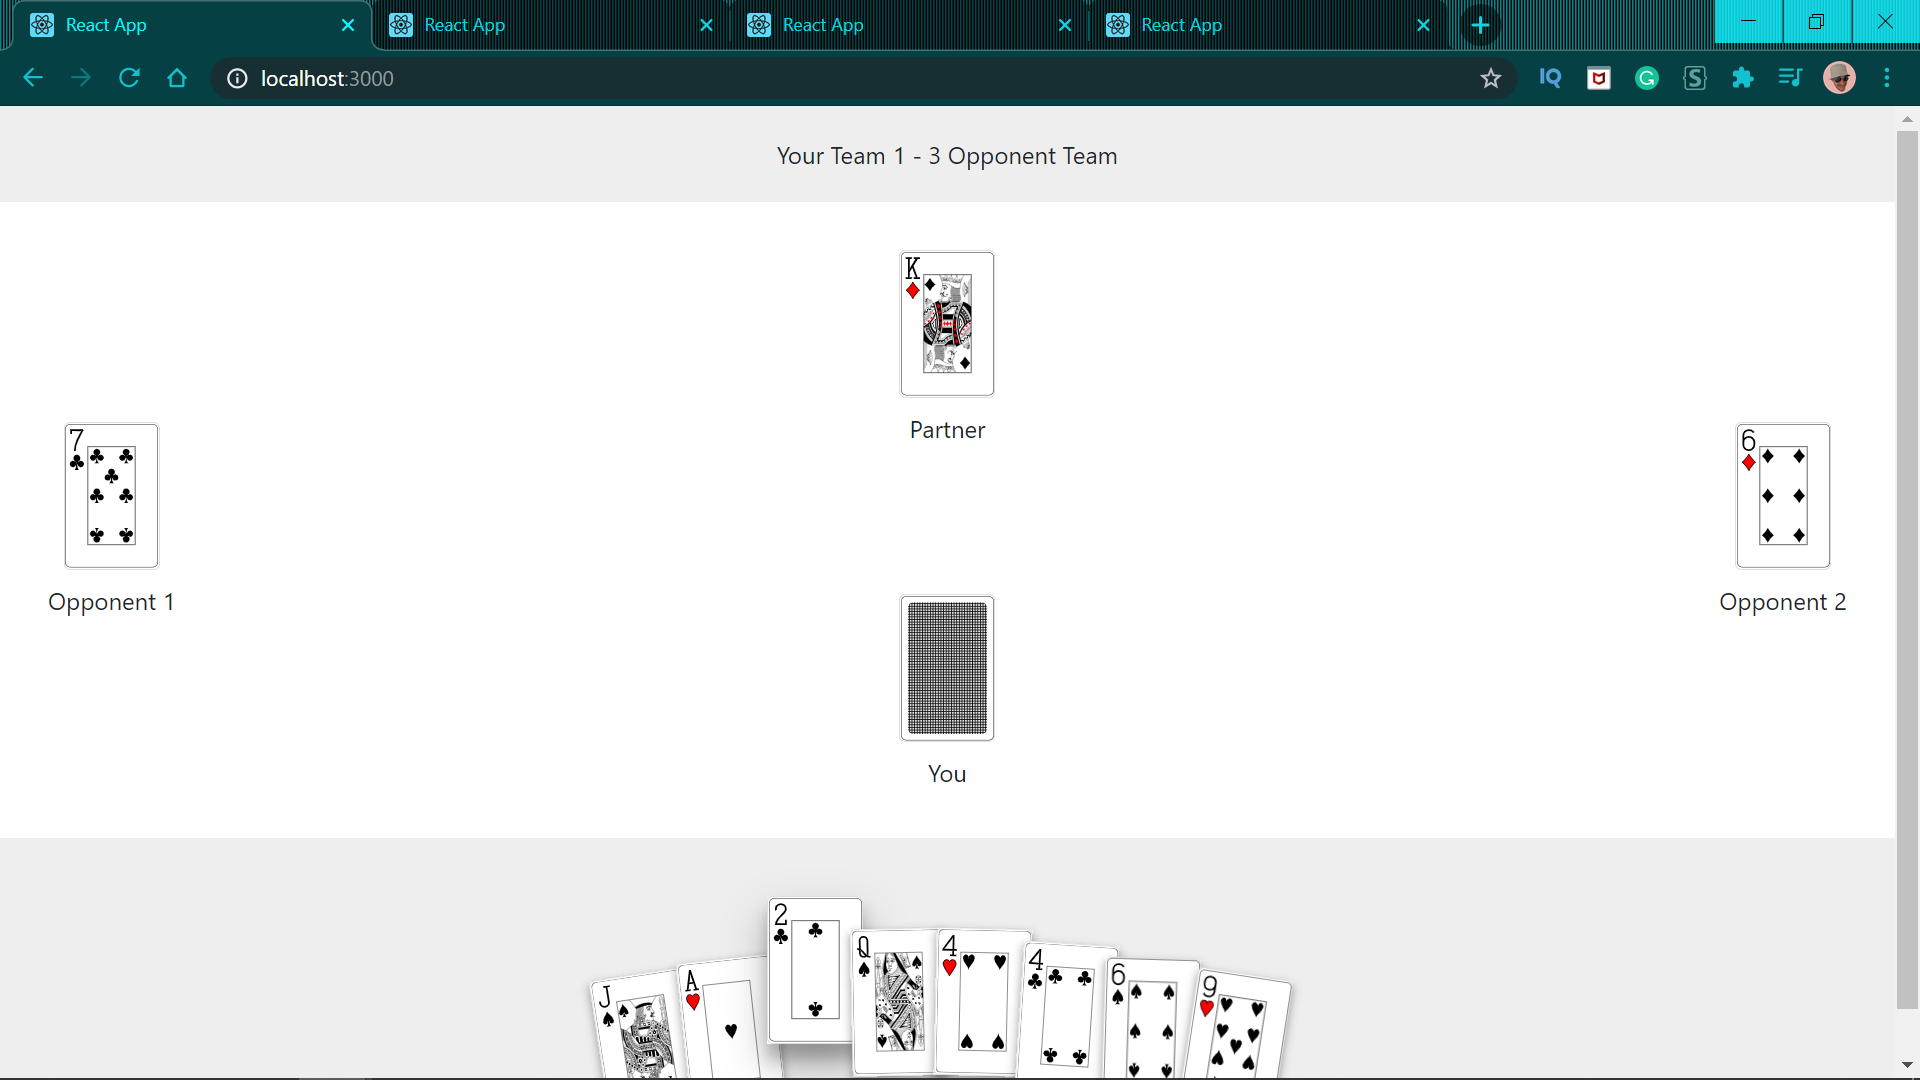 React App
React App
React App
React App
localhost:3000
IQ
Your Team 1 - 3 Opponent Team
K
Partner
7
6
Opponent 1
Opponent 2
You
2
Q
4
4
6
9
J
A